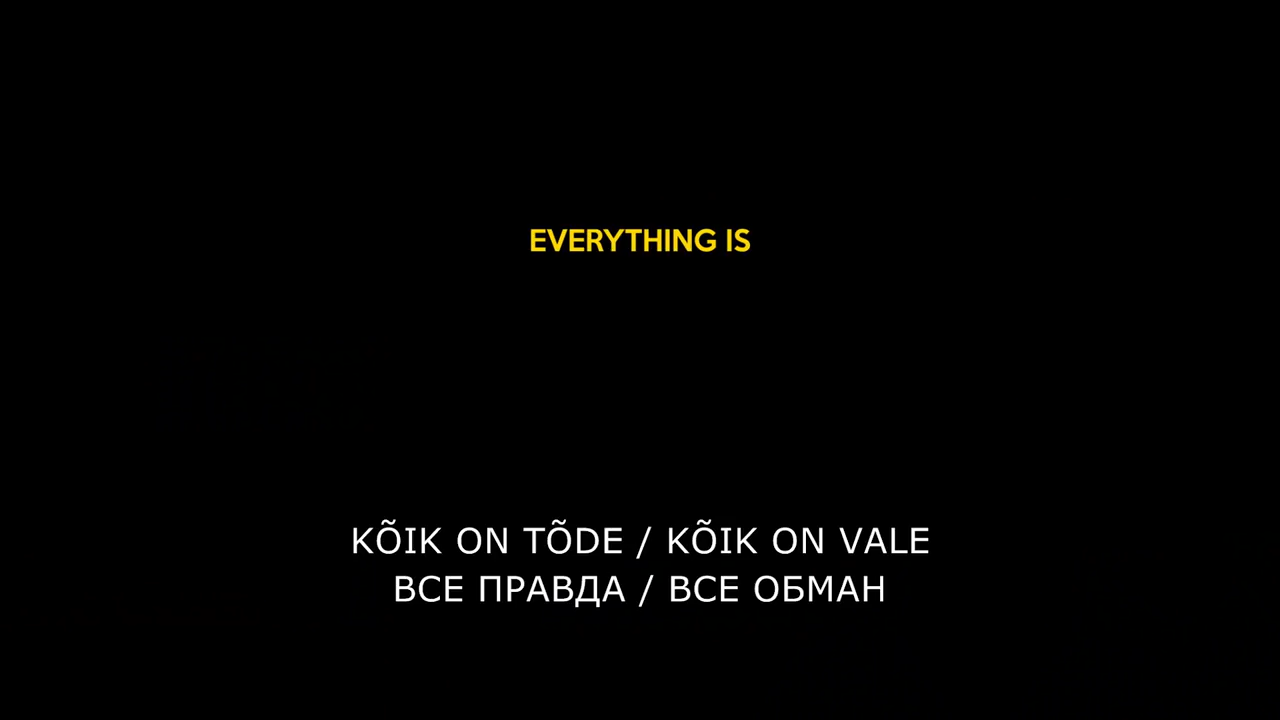 EVERYTHING IS
KÕIK ON TÕDE / KÕIK ON VALE
ВСЕ ПРАВДА / ВСЕ ОБМАН